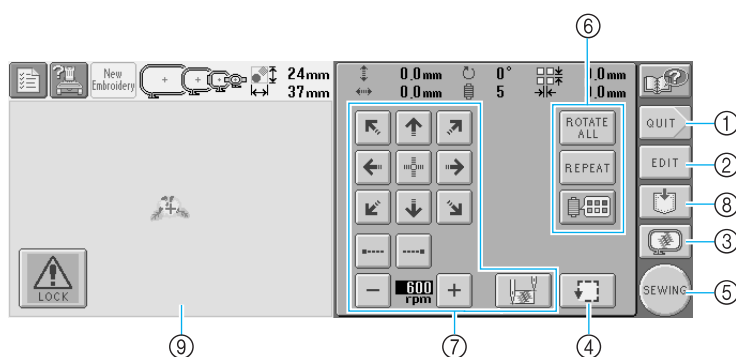 ⑥
New
Embroidery
24mm
37mm
0.0mm 0° 0.0mm
0.0mm 5 0.0mm
ROTATE
ALL
REPEAT
QUIT ①
EDIT ②
⑧
③
LOCK
600
rpm
SEWING ⑤
⑨ ⑦ ④